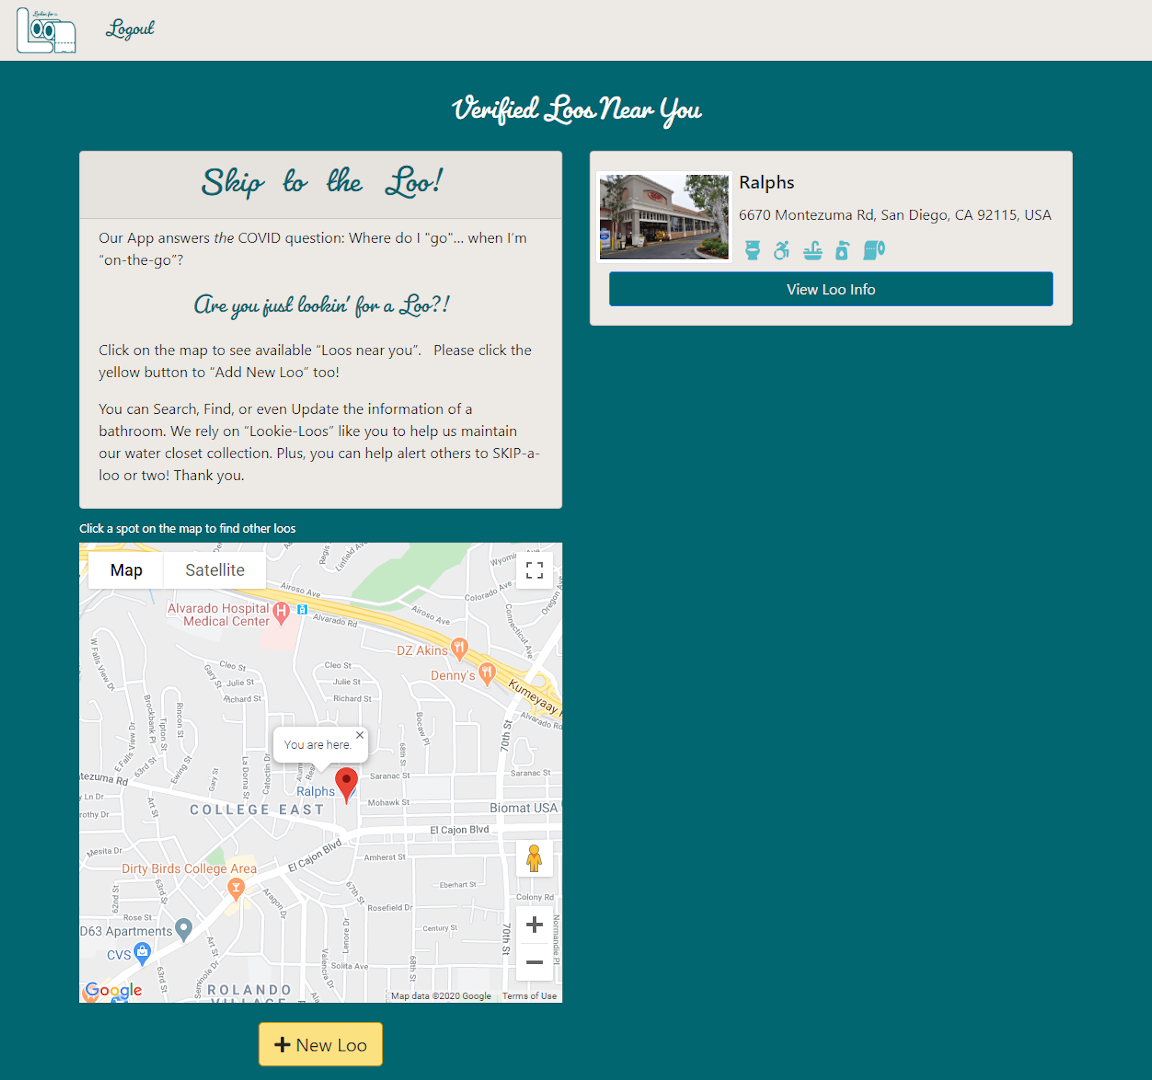 Lookin for a
Loo
Logout
Verified Loos Near You
Skip to the Loo!
Our App answers the COVID question: Where do I "go"... when I’m
“on-the-go”?
Are you just lookin’ for a Loo?!
Click on the map to see available “Loos near you”. Please click the
yellow button to “Add New Loo” too!
You can Search, Find, or even Update the information of a
bathroom. We rely on “Lookie-Loos” like you to help us maintain
our water closet collection. Plus, you can help alert others to SKIP-a-
loo or two! Thank you.
Ralphs
6670 Montezuma Rd, San Diego, CA 92115, USA
View Loo Info
Click a spot on the map to find other loos
Map
Satellite
Airoso Ave
Colorado Ave
Alvarado Hospital
Medical Center
Alvarado Rd
Airoso Ave
Connecticut Ave
Oregon Ave
DZ Akins
Denny's
Kumeyaay
W Falls View Dr
Cleo St
Cleo St
Gary St
Julie St
Julie St
Richard St
Richard St
Alvarado Rd
Brockbank Pl
Tipton St
Rincon St
Bocaw Pl
70th St
E Falls View Dr
63rd St
Ewing St
Gary St
La Dorna St
Catoctin Dr
68th St
You are here.
Saranac St
Saranac St
tezuma Rd
y Ln Dr
Art St
Ralphs
Mohawk St
COLLEGE EAST
Biomat USA
rothy Dr
El Cajon Blvd
Mesita Dr
El Cajon Blvd
Amherst St
Dirty Birds College Area
62nd St
63rd St
Aragon Dr
67th St
Eberhart St
Colony Rd
Rose St
Rosefield Dr
D63 Apartments
Lenore Dr
Century St
70th St
Normandie Pl
CVS
Art St
Seminole Dr
63rd St
Valencia Dr
Solita Ave
68th St
ROLANDO
VILLAGE
Google
Map data ©2020 Google
Terms of Use
New Loo